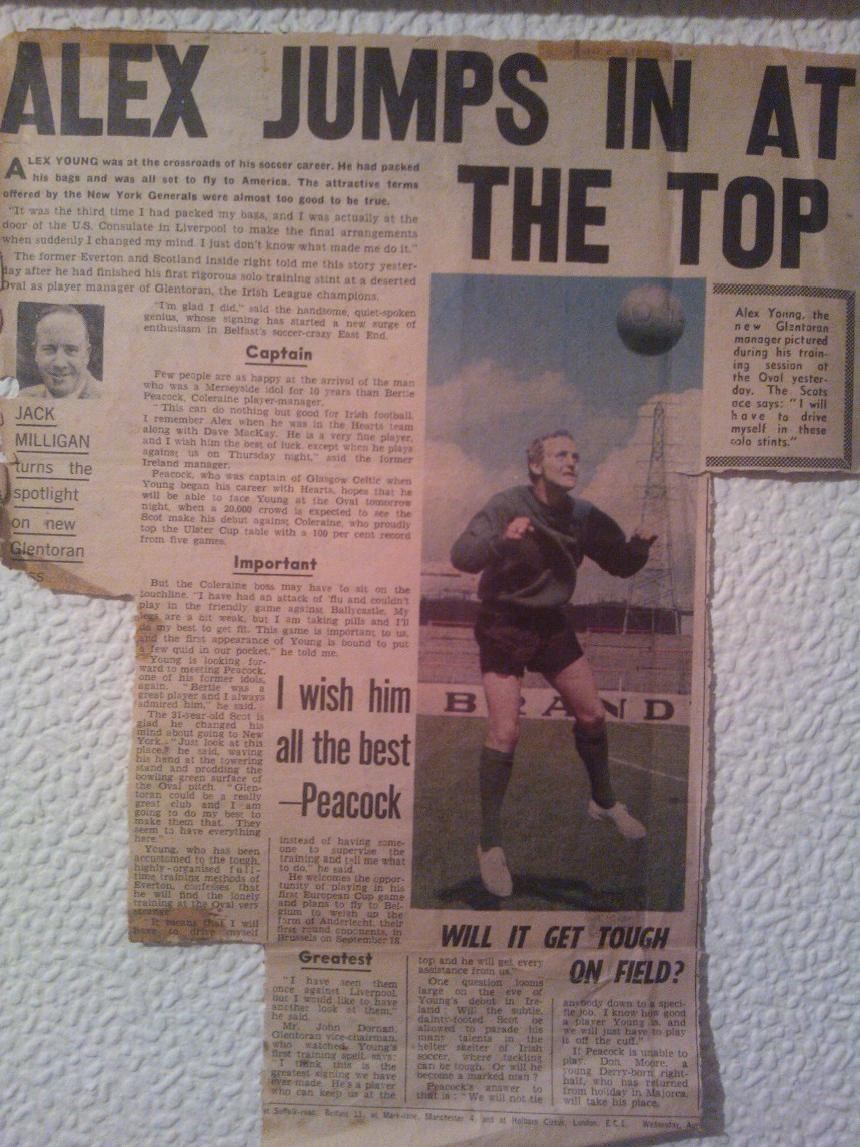 ALEX JUMPS IN AT
THE TOP
ALEX YOUNG was at the crossroads of his soccer career. He had packed
his bags and was all set to fly to America. The attractive terms
offered by the New York Generals were almost too good to be true.
"It was the third time I had packed my bags, and I was actually at the
door of the U.S. Consulate in Liverpool to make the final arrangements
when suddenly I changed my mind. I just don't know what made me do it."
The former Everton and Scotland inside right told me this story yester-
day after he had finished his first rigorous solo training stint at a deserted
Oval as player manager of Glentoran, the Irish League champions.
"I'm glad I did," said the handsome, quiet-spoken
genius, whose signing has started a new surge of
enthusiasm in Belfast's soccer-crazy East End.
JACK
MILLIGAN
turns the
spotlight
on new
Glentoran
Captain
Few people are as happy at the arrival of the man
who was a Merseyside idol for 10 years than Bertie
Peacock, Coleraine player-manager.
"This can do nothing but good for Irish football.
I remember Alex when he was in the Hearts team
along with Dave MacKay. He is a very fine player,
and I wish him the best of luck, except when he plays
against us on Thursday night," said the former
Ireland manager.
Peacock, who was captain of Glasgow Celtic when
Young began his career with Hearts, hopes that he
will be able to face Young at the Oval tomorrow
night, when a 20,000 crowd is expected to see the
Scot make his debut against Coleraine, who proudly
top the Ulster Cup table with a 100 per cent record
from five games.
Important
But the Coleraine boss may have to sit on the
touchline. "I have had an attack of 'flu and couldn't
play in the friendly game against Ballycastle. My
legs are a bit weak, but I am taking pills and I'll
do my best to get fit. This game is important to us,
and the first appearance of Young is bound to put
a few quid in our pocket," he told me.
Young is looking for-
ward to meeting Peacock,
one of his former idols,
again. "Bertie was a
great player and I always
admired him," he said.
The 31-year-old Scot is
glad he changed his
mind about going to New
York. "Just look at this
place," he said, waving
his hand at the towering
stand and prodding the
bowling green surface of
the Oval pitch. "Glen-
toran could be a really
great club and I am
going to do my best to
make them that. They
seem to have everything
here."
Young, who has been
accustomed to the tough,
highly-organised full-
time training methods of
Everton, confesses that
he will find the lonely
training at the Oval very
strange.
"It means that I will
have to drive myself
I wish him
all the best
—Peacock
instead of having some-
one to supervise the
training and tell me what
to do," he said.
He welcomes the oppor-
tunity of playing in his
first European Cup game
and plans to fly to Bel-
gium to weigh up the
form of Anderlecht, their
first round opponents, in
Brussels on September 18.
Greatest
"I have seen them
once against Liverpool,
but I would like to have
another look at them,"
he said.
Mr. John Dornan,
Glentoran vice-chairman,
who watched Young's
first training spell, says:
"I think this is the
greatest signing we have
ever made. He's a player
who can keep us at the
top and he will get every
assistance from us."
One question looms
large on the eve of
Young's debut in Ire-
land: Will the subtle,
dainty-footed Scot be
allowed to parade his
many talents in the
helter skelter of Irish
soccer, where tackling
can be tough. Or will he
become a marked man?
Peacock's answer to
that is: "We will not tie
WILL IT GET TOUGH
ON FIELD?
anybody down to a speci-
fic job. I know how good
a player Young is, and
we will just have to play
it off the cuff."
If Peacock is unable to
play, Don. Moore, a
young Derry-born right-
half, who has returned
from holiday in Majorca,
will take his place.
Alex Young, the
new Glentoran
manager pictured
during his train-
ing session at
the Oval yester-
day. The Scots
ace says: "I will
have to drive
myself in these
solo stints."
BRAND
at Suffolk-road, Belfast 11, at Mark-lane, Manchester 4, and at Holborn Circus, London, E.C.1. Wednesday,